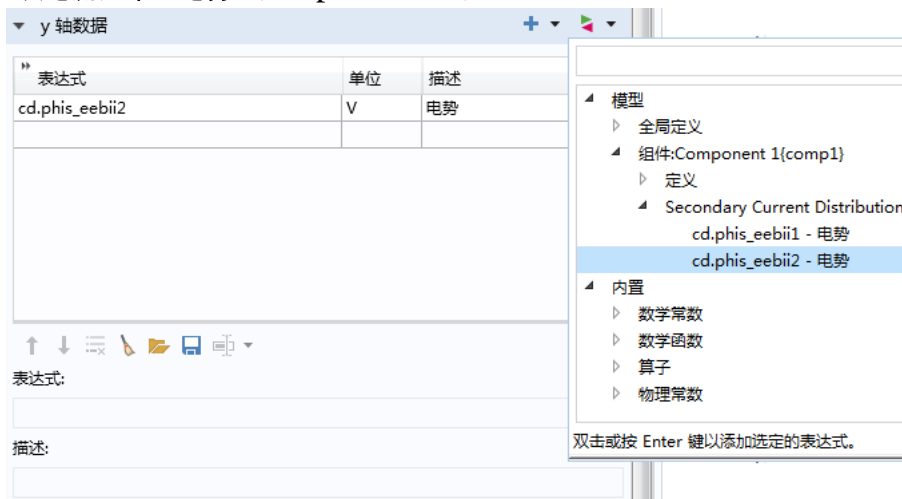 y 轴数据
表达式 单位 描述
cd.phis_eebii2 V 电势
模型
全局定义
组件:Component 1{comp1}
定义
Secondary Current Distribution
cd.phis_eebii1 - 电势
cd.phis_eebii2 - 电势
内置
数学常数
数学函数
算子
物理常数
双击或按 Enter 键以添加选定的表达式。
表达式:
描述: